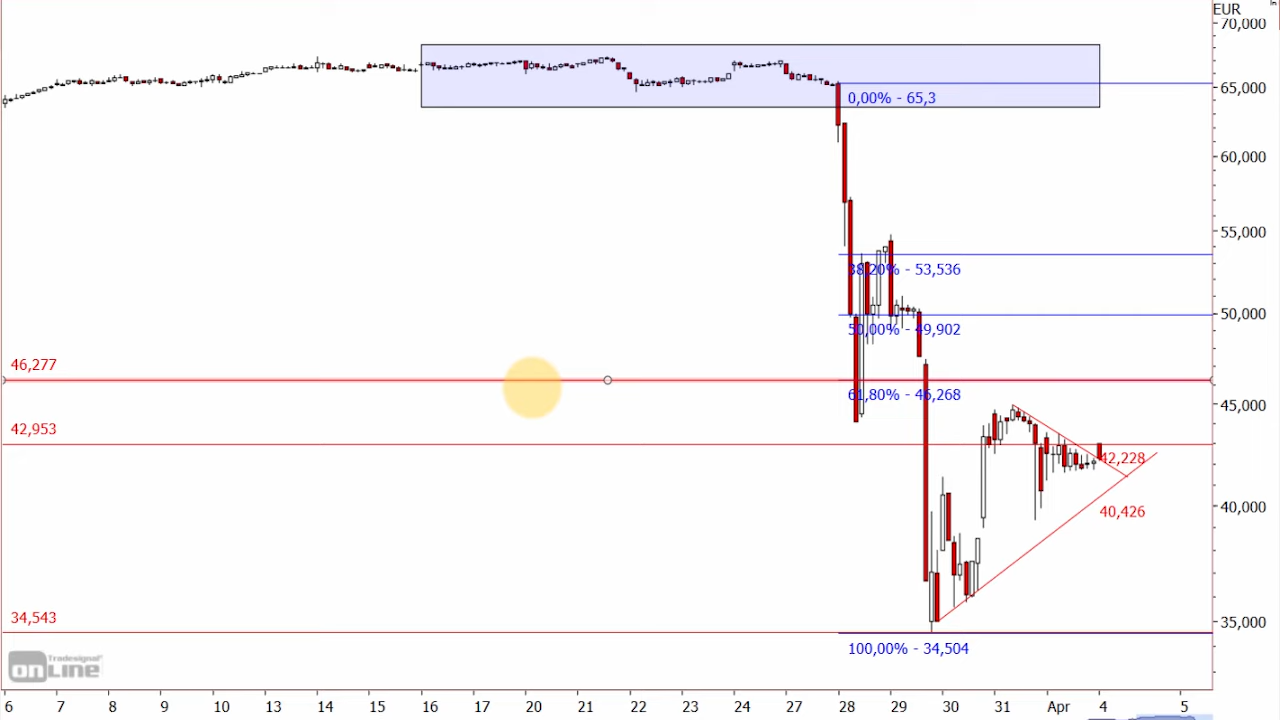 EUR
70,000
65,000
0,00% - 65,3
60,000
55,000
38,20% - 53,536
50,000
50,00% - 49,902
46,277
61,80% - 46,268
45,000
42,953
42,228
40,000
40,426
34,543
35,000
100,00% - 34,504
Tradesignal
onLine
6 7 8 9 10 13 14 15 16 17 20 21 22 23 24 27 28 29 30 31 Apr 4 5